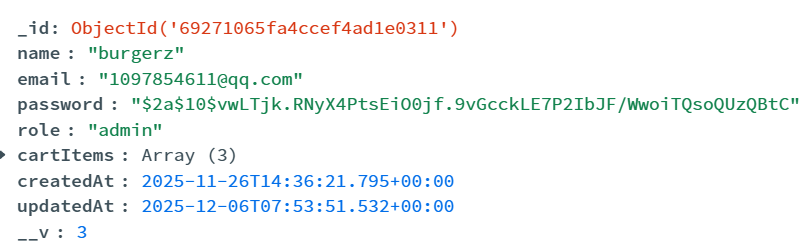 _id: ObjectId('69271065fa4ccef4ad1e0311')
name : "burgerz"
email : "1097854611@qq.com"
password : "$2a$10$vwLTjk.RNyX4PtsEiO0jf.9vGcckLE7P2IbJF/WwoiTQsoQUzQBtC"
role : "admin"
cartItems : Array (3)
createdAt : 2025-11-26T14:36:21.795+00:00
updatedAt : 2025-12-06T07:53:51.532+00:00
__v : 3